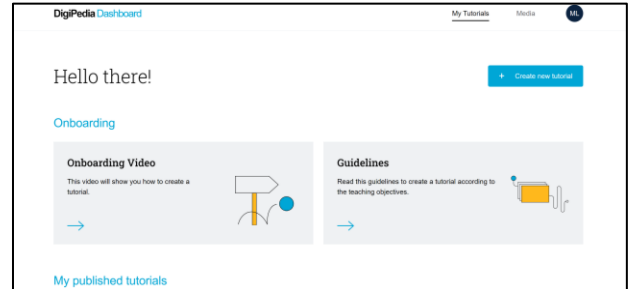 DigiPedia Dashboard
My Tutorials Media ML
Hello there!
+ Create new tutorial
Onboarding
Onboarding Video
This video will show you how to create a
tutorial.
Guidelines
Read this guidelines to create a tutorial according to
the teaching objectives.
My published tutorials